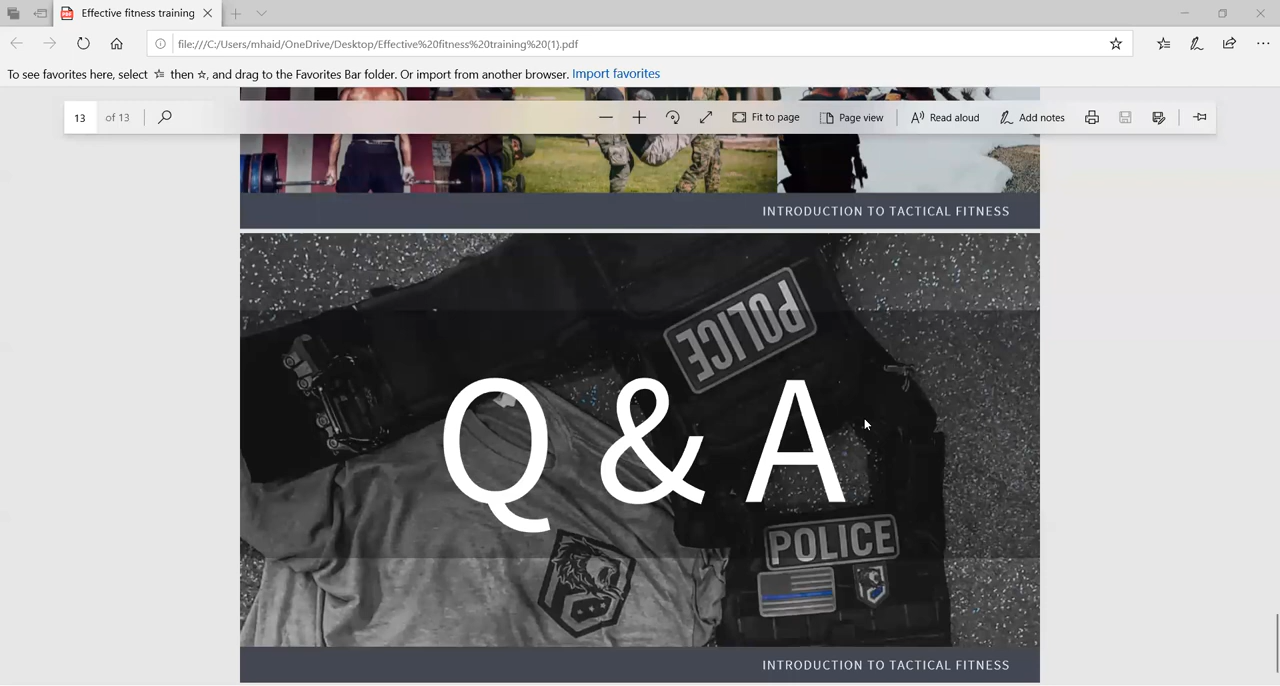 Effective fitness training
file:///C:/Users/mhaid/OneDrive/Desktop/Effective%20fitness%20training%20(1).pdf
To see favorites here, select then, and drag to the Favorites Bar folder. Or import from another browser. Import favorites
13 of 13 Fit to page Page view Read aloud Add notes
INTRODUCTION TO TACTICAL FITNESS
POLICE
Q & A
POLICE
INTRODUCTION TO TACTICAL FITNESS